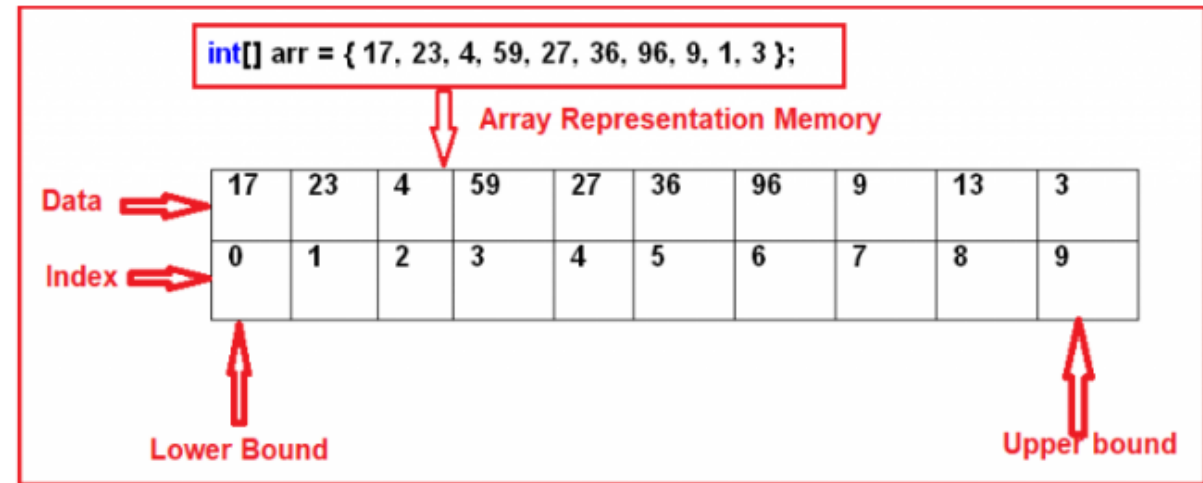 int[] arr = { 17, 23, 4, 59, 27, 36, 96, 9, 1, 3 };
Array Representation Memory
Data 17 23 4 59 27 36 96 9 13 3
Index 0 1 2 3 4 5 6 7 8 9
Lower Bound Upper bound